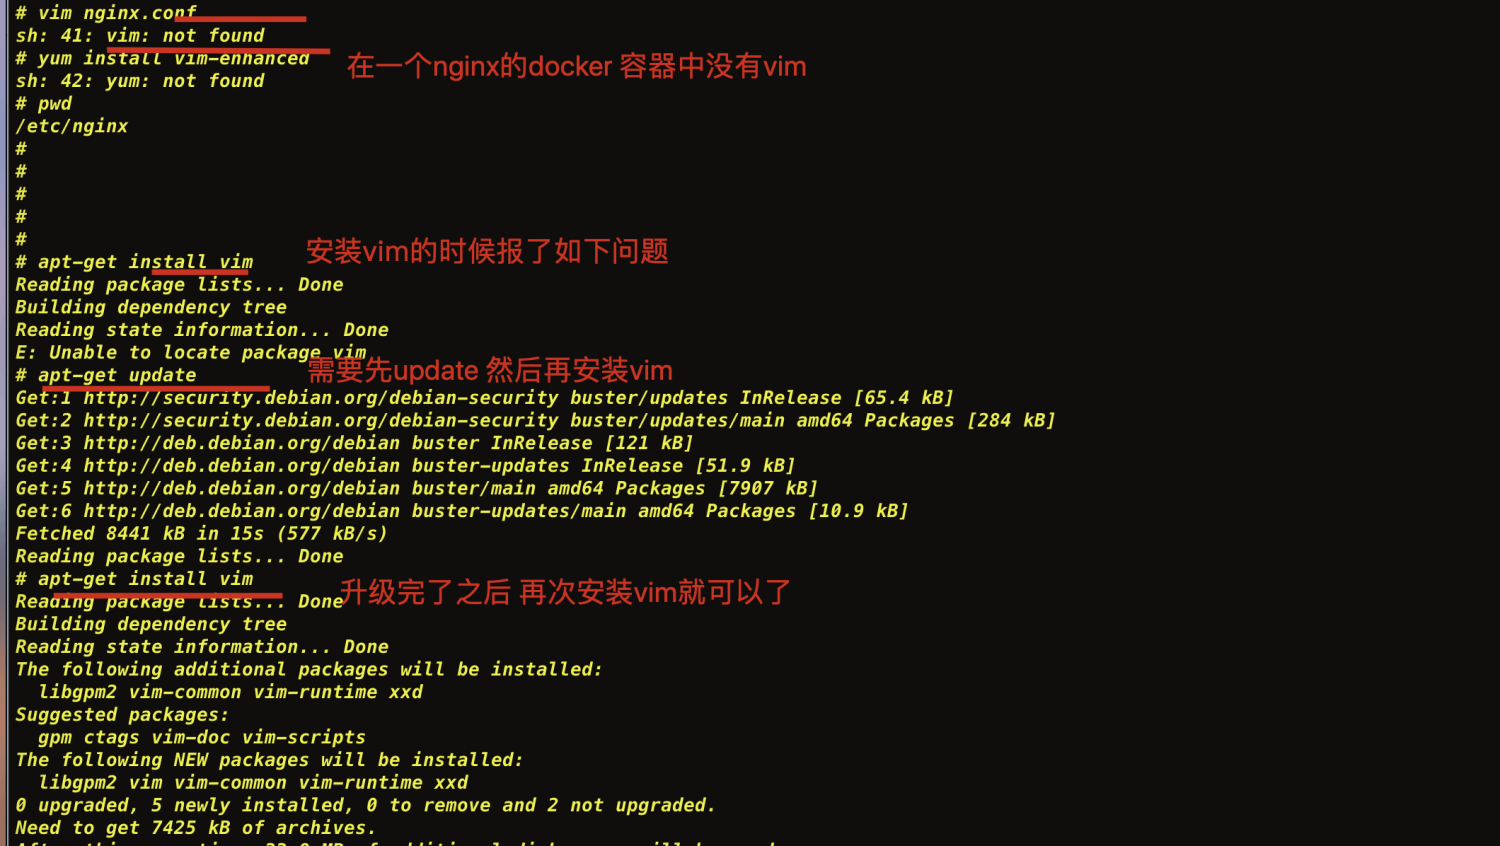 # vim nginx.conf
sh: 41: vim: not found
# yum install vim-enhanced
在一个nginx的docker 容器中没有vim
sh: 42: yum: not found
# pwd
/etc/nginx
#
#
#
#
#
安装vim的时候报了如下问题
# apt-get install vim
Reading package lists... Done
Building dependency tree
Reading state information... Done
E: Unable to locate package vim
需要先update 然后再安装vim
# apt-get update
Get:1 http://security.debian.org/debian-security buster/updates InRelease [65.4 kB]
Get:2 http://security.debian.org/debian-security buster/updates/main amd64 Packages [284 kB]
Get:3 http://deb.debian.org/debian buster InRelease [121 kB]
Get:4 http://deb.debian.org/debian buster-updates InRelease [51.9 kB]
Get:5 http://deb.debian.org/debian buster/main amd64 Packages [7907 kB]
Get:6 http://deb.debian.org/debian buster-updates/main amd64 Packages [10.9 kB]
Fetched 8441 kB in 15s (577 kB/s)
Reading package lists... Done
# apt-get install vim
升级完了之后 再次安装vim就可以了
Reading package lists... Done
Building dependency tree
Reading state information... Done
The following additional packages will be installed:
libgpm2 vim-common vim-runtime xxd
Suggested packages:
gpm ctags vim-doc vim-scripts
The following NEW packages will be installed:
libgpm2 vim vim-common vim-runtime xxd
0 upgraded, 5 newly installed, 0 to remove and 2 not upgraded.
Need to get 7425 kB of archives.